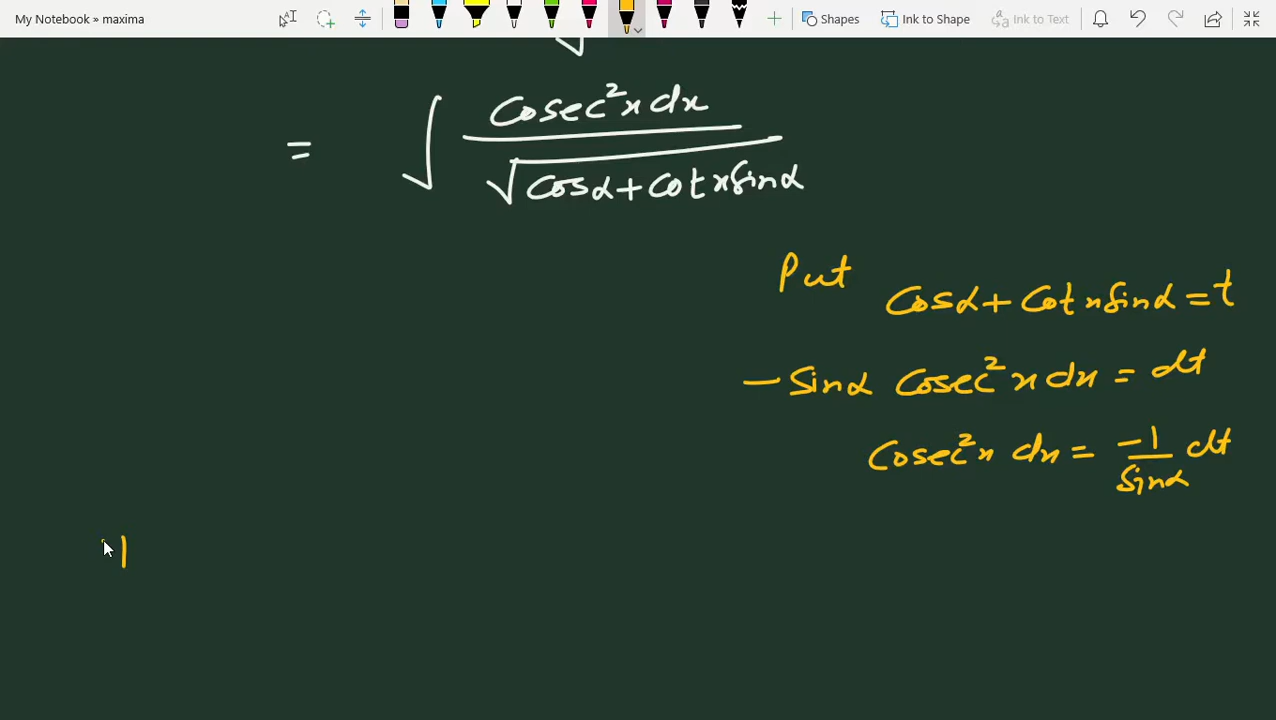 My Notebook » maxima
Shapes Ink to Shape Ink to Text
= ∫ Cosec²x dx / √(Cosα + Cot x Sinα)
Put Cosα + Cot x Sinα = t
− Sinα Cosec²x dx = dt
Cosec²x dx = −1/Sinα dt